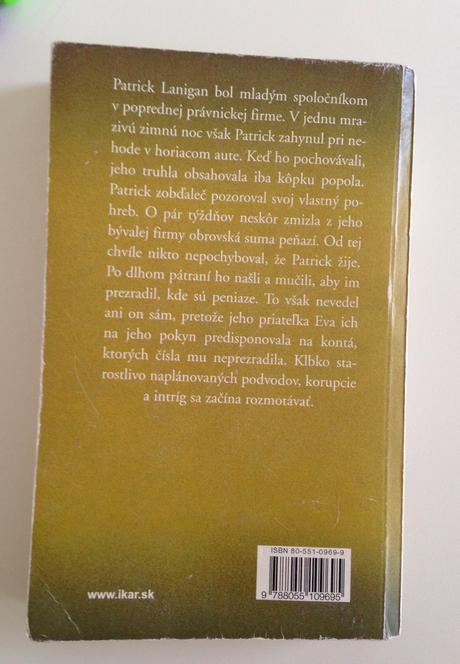 Patrick Lanigan bol mladým spoločníkom
v poprednej právnickej firme. V jednu mra-
zivú zimnú noc však Patrick zahynul pri ne-
hode v horiacom aute. Keď ho pochovávali,
jeho truhla obsahovala iba kôpku popola.
Patrick zobďaleč pozoroval svoj vlastný po-
hreb. O pár týždňov neskôr zmizla z jeho
bývalej firmy obrovská suma peňazí. Od tej
chvíle nikto nepochyboval, že Patrick žije.
Po dlhom pátraní ho našli a mučili, aby im
prezradil, kde sú peniaze. To však nevedel
ani on sám, pretože jeho priateľka Eva ich
na jeho pokyn predisponovala na kontá,
ktorých čísla mu neprezradila. Klbko sta-
rostlivo naplánovaných podvodov, korupcie
a intríg sa začína rozmotávať.
ISBN 80-551-0969-9
9 788055 109695
www.ikar.sk